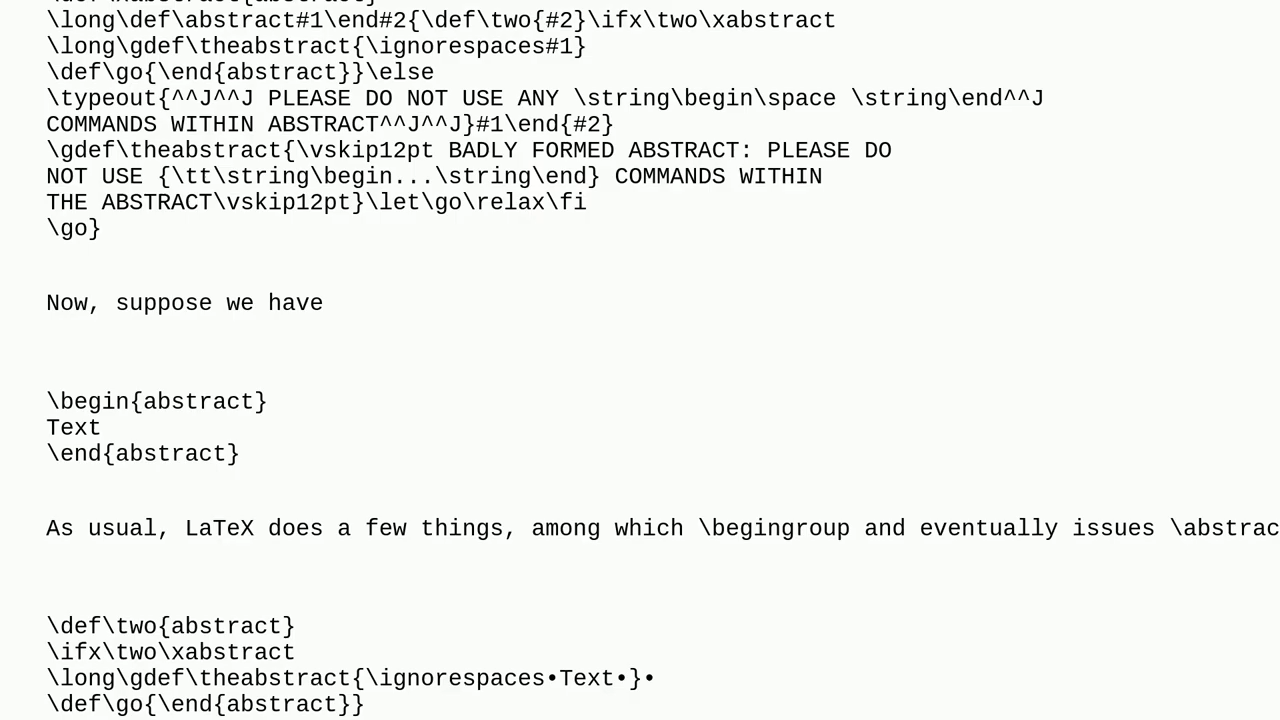 \long\def\abstract#1\end#2{\def\two{#2}\ifx\two\xabstract
\long\gdef\theabstract{\ignorespaces#1}
\def\go{\end{abstract}}\else
\typeout{^^J^^J PLEASE DO NOT USE ANY \string\begin\space \string\end^^J
COMMANDS WITHIN ABSTRACT^^J^^J}#1\end{#2}
\gdef\theabstract{\vskip12pt BADLY FORMED ABSTRACT: PLEASE DO
NOT USE {\tt\string\begin...\string\end} COMMANDS WITHIN
THE ABSTRACT\vskip12pt}\let\go\relax\fi
\go}
Now, suppose we have
\begin{abstract}
Text
\end{abstract}
As usual, LaTeX does a few things, among which \begingroup and eventually issues \abstrac
\def\two{abstract}
\ifx\two\xabstract
\long\gdef\theabstract{\ignorespaces•Text•}•
\def\go{\end{abstract}}